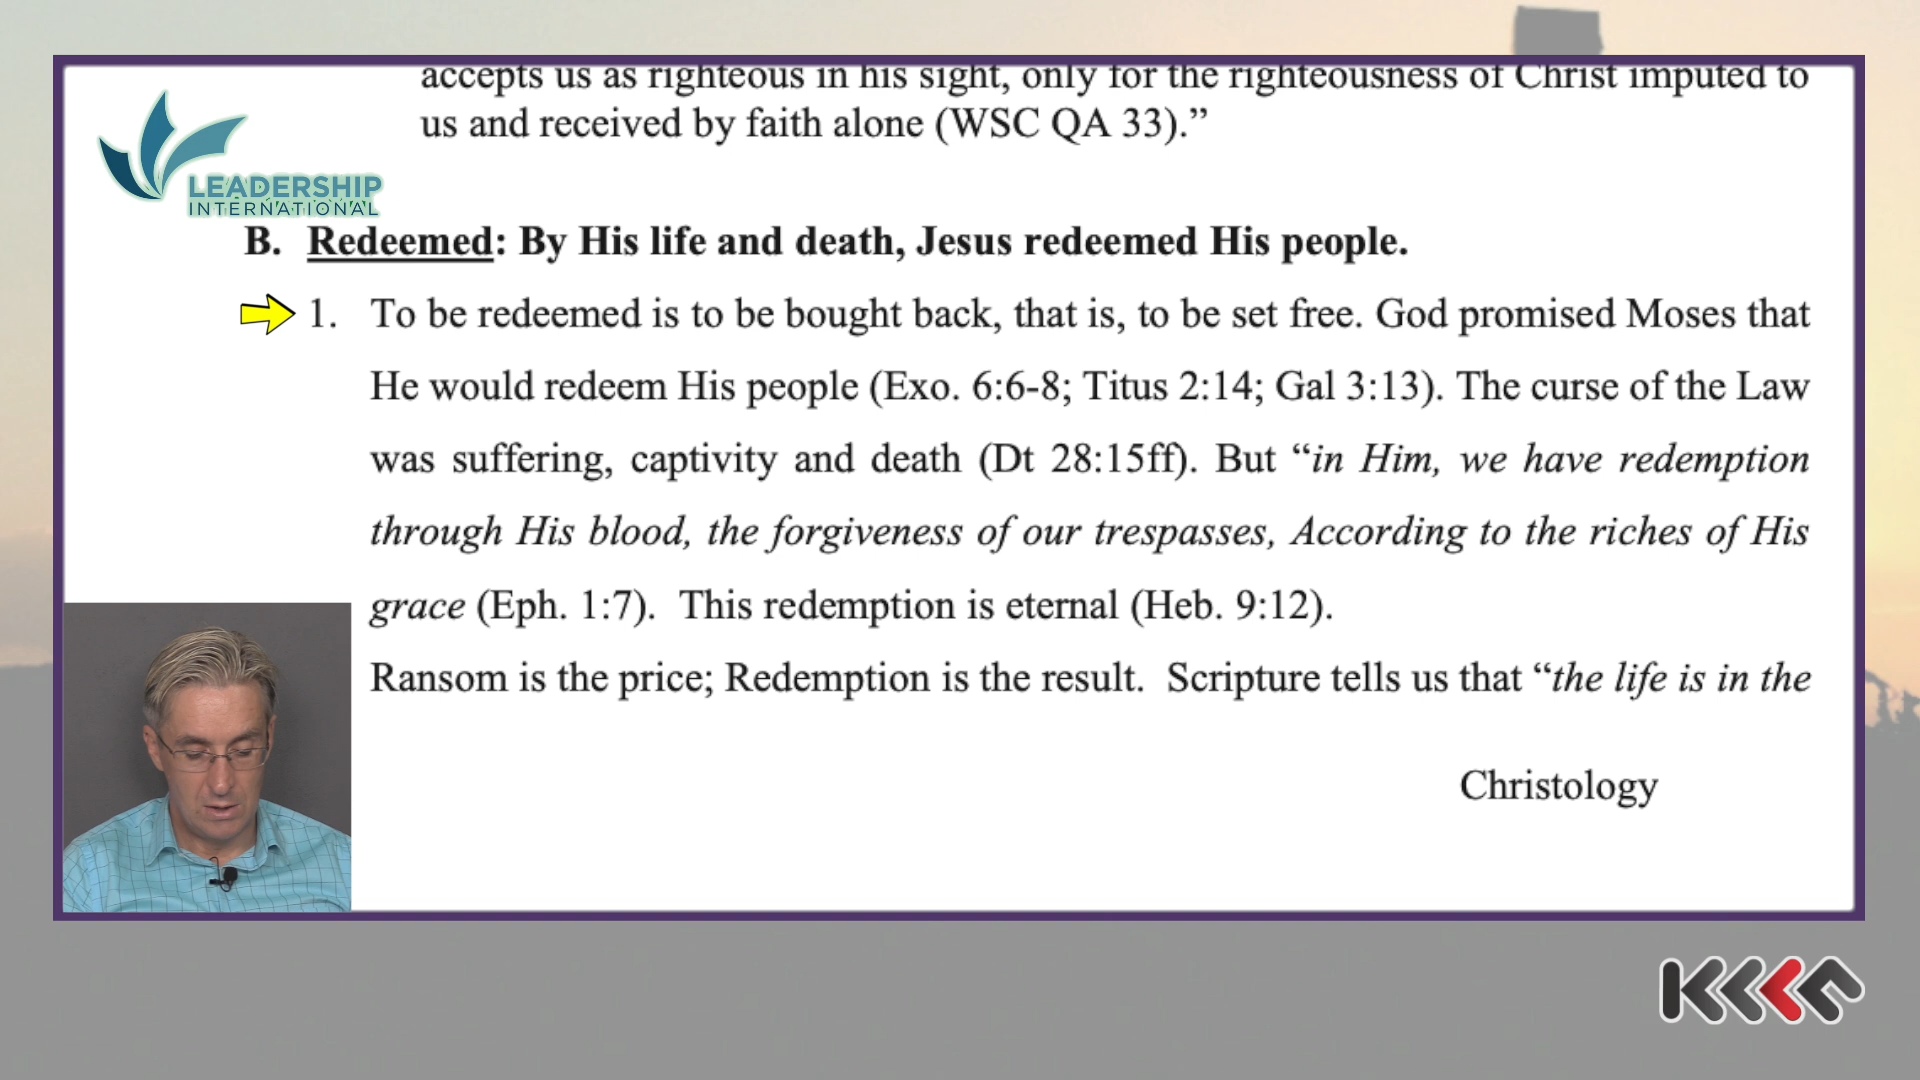 accepts us as righteous in his sight, only for the righteousness of Christ imputed to
us and received by faith alone (WSC QA 33).”
LEADERSHIP
INTERNATIONAL
B. Redeemed: By His life and death, Jesus redeemed His people.
1. To be redeemed is to be bought back, that is, to be set free. God promised Moses that
He would redeem His people (Exo. 6:6-8; Titus 2:14; Gal 3:13). The curse of the Law
was suffering, captivity and death (Dt 28:15ff). But “in Him, we have redemption
through His blood, the forgiveness of our trespasses, According to the riches of His
grace (Eph. 1:7). This redemption is eternal (Heb. 9:12).
Ransom is the price; Redemption is the result. Scripture tells us that “the life is in the
Christology